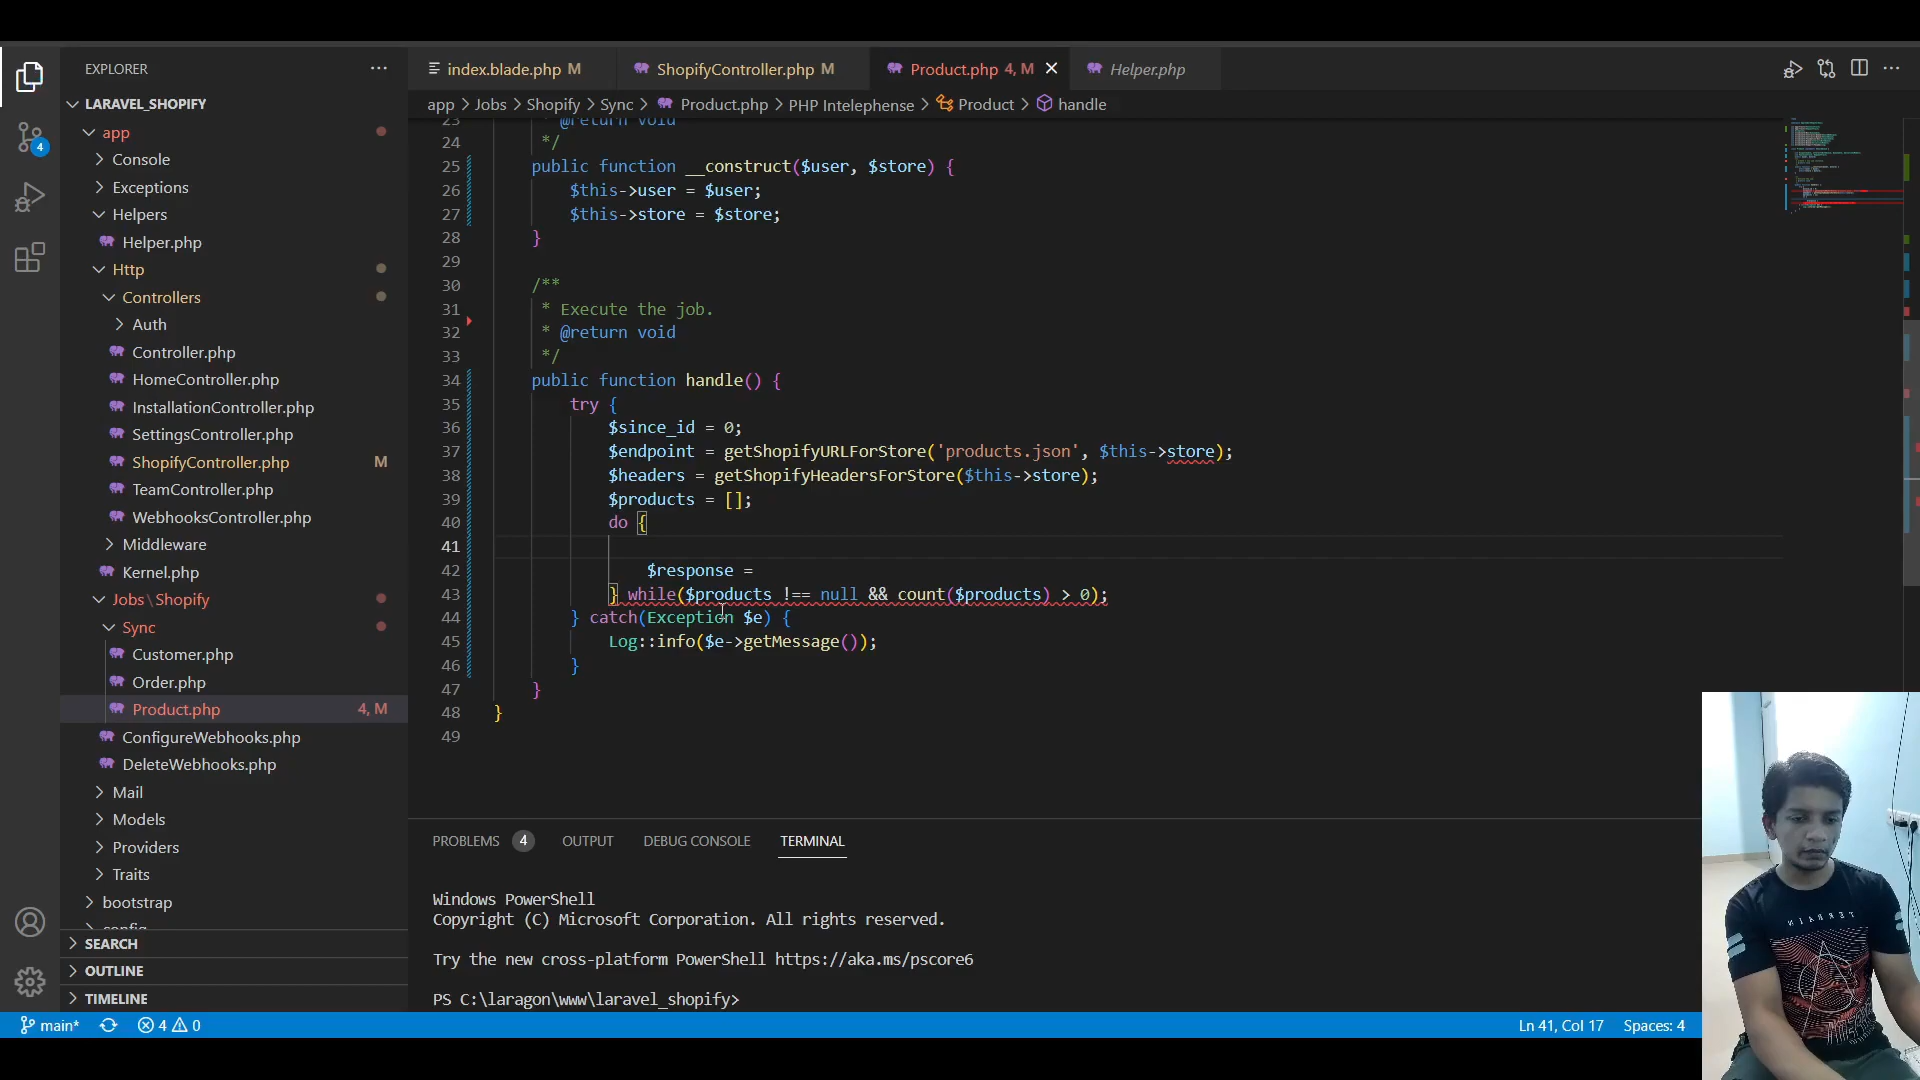 EXPLORER
LARAVEL_SHOPIFY
app
Console
Exceptions
Helpers
Helper.php
Http
Controllers
Auth
Controller.php
HomeController.php
InstallationController.php
SettingsController.php
ShopifyController.php M
TeamController.php
WebhooksController.php
Middleware
Kernel.php
Jobs\Shopify
Sync
Customer.php
Order.php
Product.php 4, M
ConfigureWebhooks.php
DeleteWebhooks.php
Mail
Models
Providers
Traits
bootstrap
config
SEARCH
OUTLINE
TIMELINE
4
index.blade.php M
ShopifyController.php M
Product.php 4, M
Helper.php
app > Jobs > Shopify > Sync > Product.php > PHP Intelephense > Product > handle
23 * @return void
24 */
25 public function __construct($user, $store) {
26 $this->user = $user;
27 $this->store = $store;
28 }
29
30 /**
31 * Execute the job.
32 * @return void
33 */
34 public function handle() {
35 try {
36 $since_id = 0;
37 $endpoint = getShopifyURLForStore('products.json', $this->store);
38 $headers = getShopifyHeadersForStore($this->store);
39 $products = [];
40 do {
41
42 $response =
43 } while($products !== null && count($products) > 0);
44 } catch(Exception $e) {
45 Log::info($e->getMessage());
46 }
47 }
48 }
49
PROBLEMS 4 OUTPUT DEBUG CONSOLE TERMINAL
Windows PowerShell
Copyright (C) Microsoft Corporation. All rights reserved.
Try the new cross-platform PowerShell https://aka.ms/pscore6
PS C:\laragon\www\laravel_shopify>
main* 4 0 Ln 41, Col 17 Spaces: 4